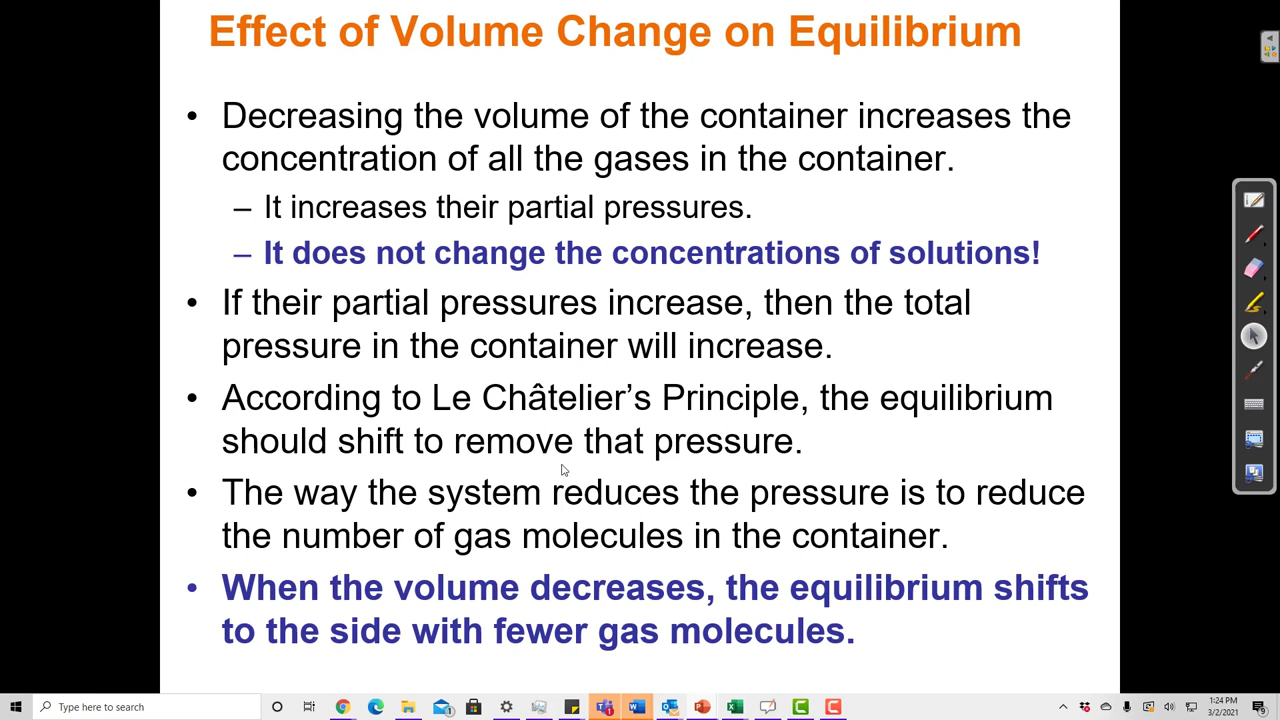 Effect of Volume Change on Equilibrium
• Decreasing the volume of the container increases the
concentration of all the gases in the container.
– It increases their partial pressures.
– It does not change the concentrations of solutions!
• If their partial pressures increase, then the total
pressure in the container will increase.
• According to Le Châtelier’s Principle, the equilibrium
should shift to remove that pressure.
• The way the system reduces the pressure is to reduce
the number of gas molecules in the container.
• When the volume decreases, the equilibrium shifts
to the side with fewer gas molecules.
Type here to search
1:24 PM
3/2/2021